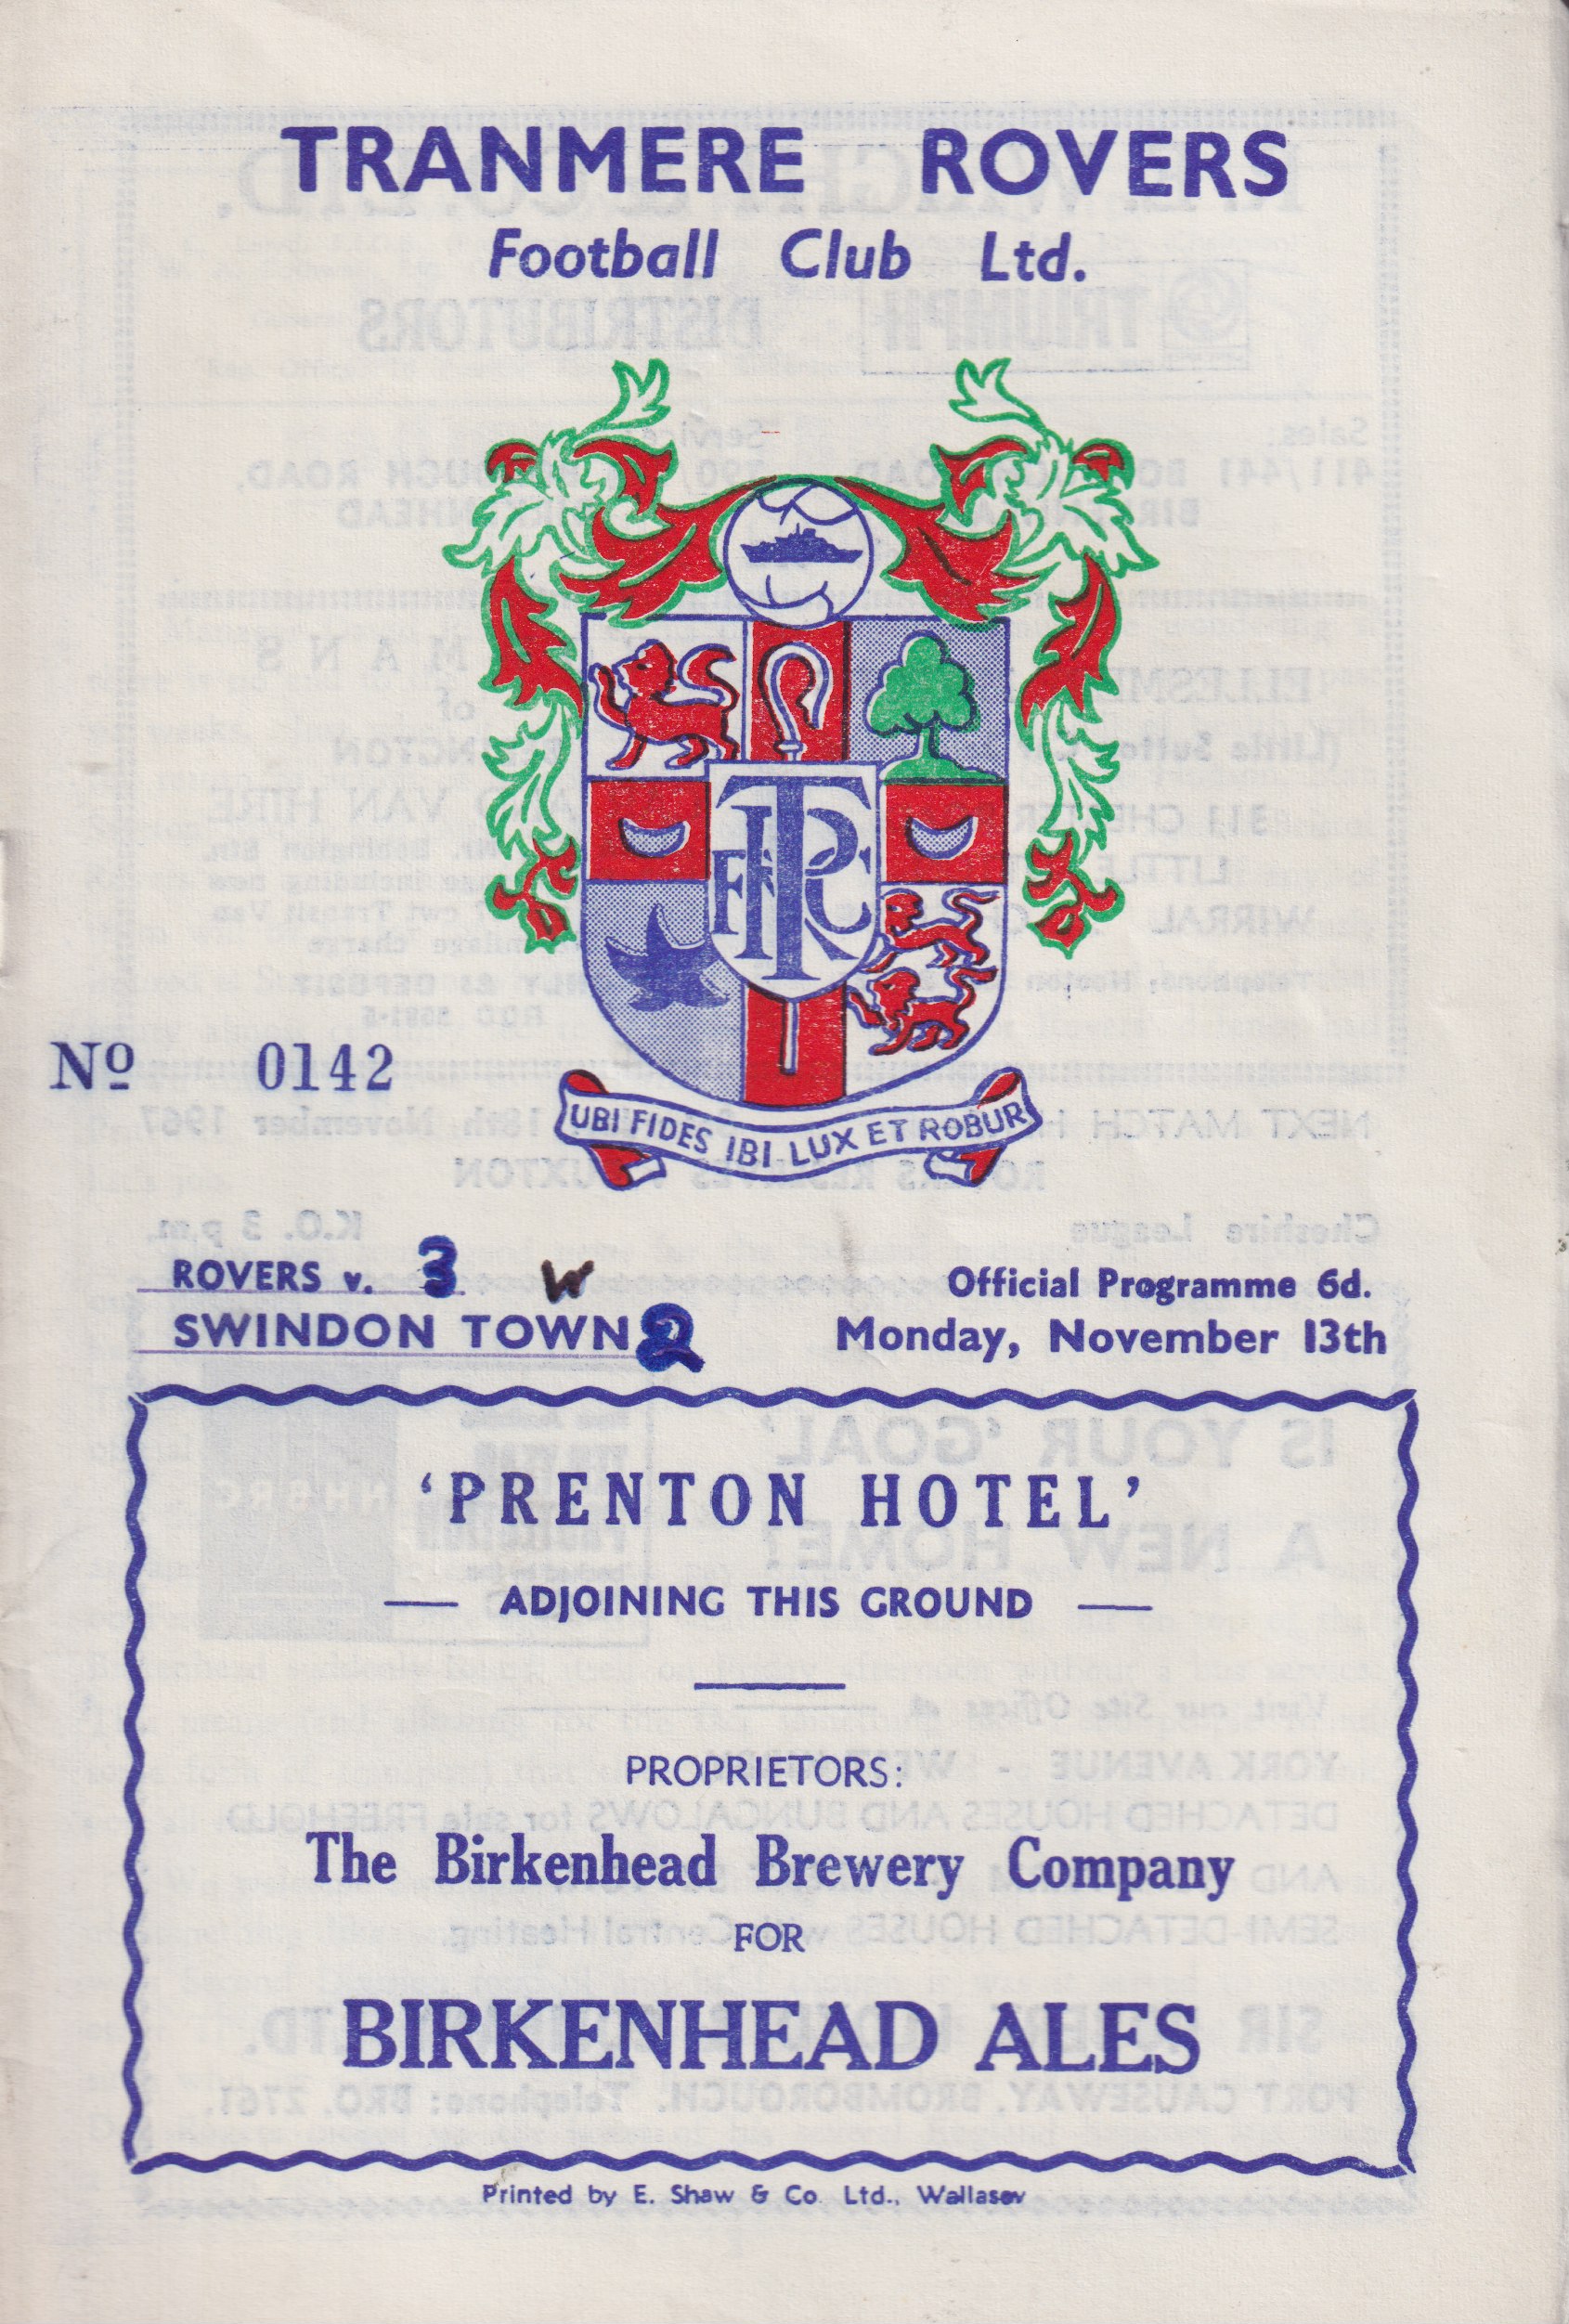 TRANMERE ROVERS
Football Club Ltd.
TRFC
No 0142
UBI FIDES IBI LUX ET ROBUR
ROVERS v. 3 W
SWINDON TOWN 2
Official Programme 6d.
Monday, November 13th
'PRENTON HOTEL'
— ADJOINING THIS GROUND —
PROPRIETORS:
The Birkenhead Brewery Company
FOR
BIRKENHEAD ALES
Printed by E. Shaw & Co. Ltd., Wallasey